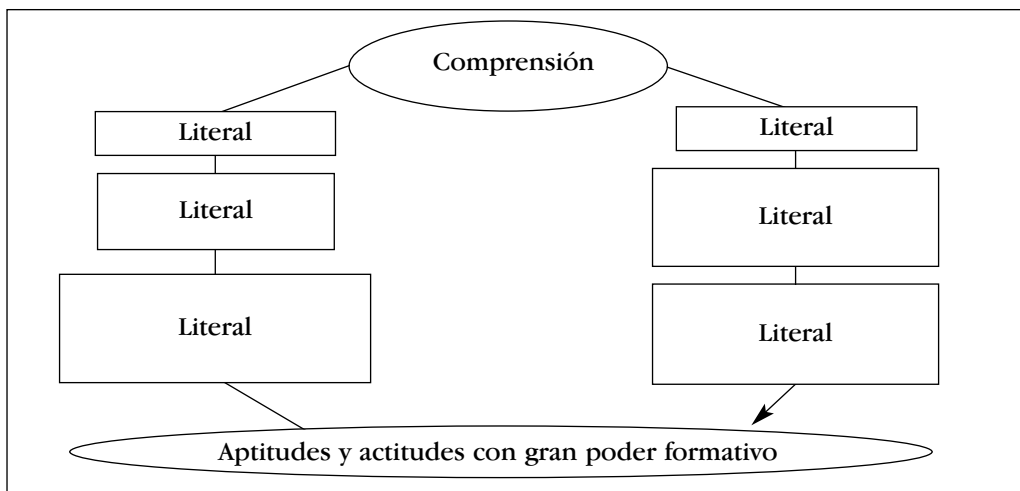 Comprensión
Literal
Literal
Literal
Literal
Literal
Literal
Aptitudes y actitudes con gran poder formativo